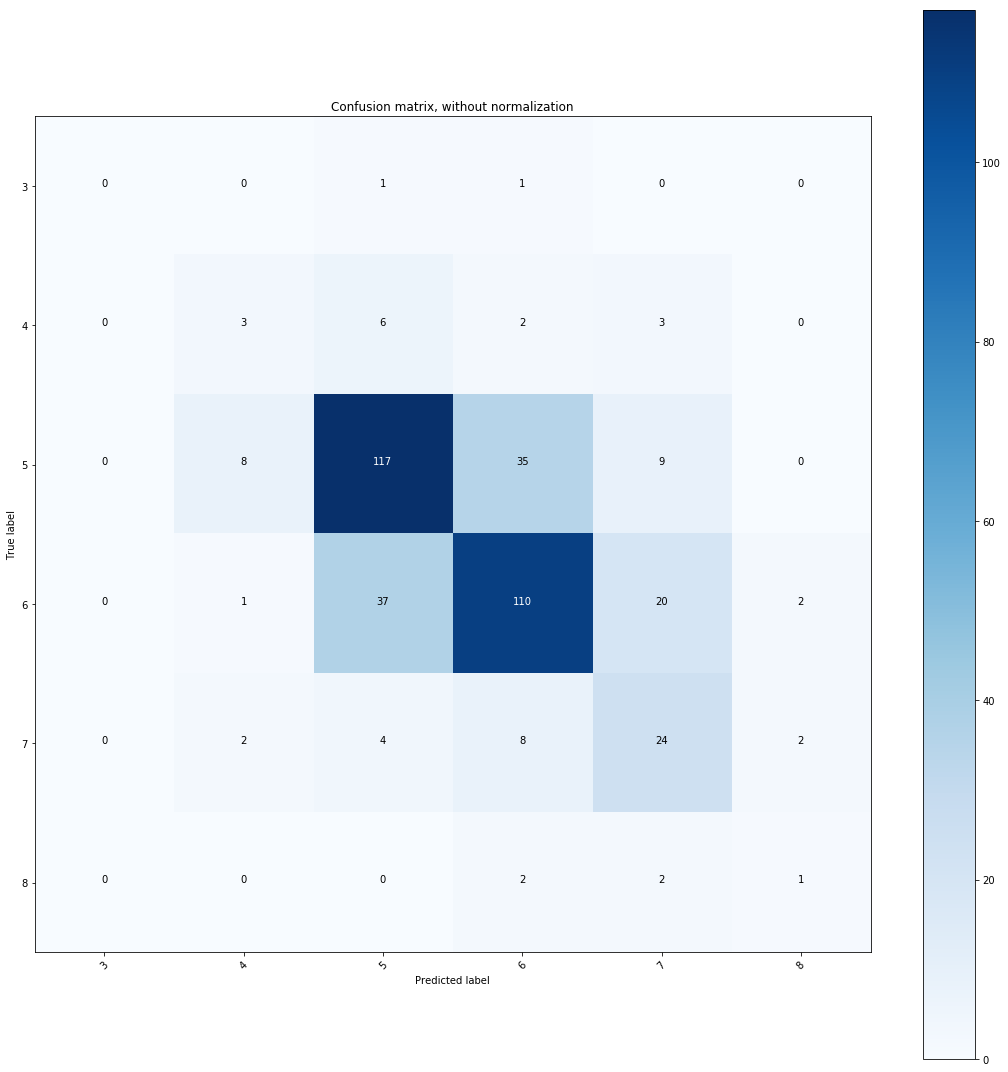 Confusion matrix, without normalization
3 0 0 1 1 0 0
4 0 3 6 2 3 0
5 0 8 117 35 9 0
6 0 1 37 110 20 2
7 0 2 4 8 24 2
8 0 0 0 2 2 1
3 4 5 6 7 8
True label
Predicted label
100
80
60
40
20
0